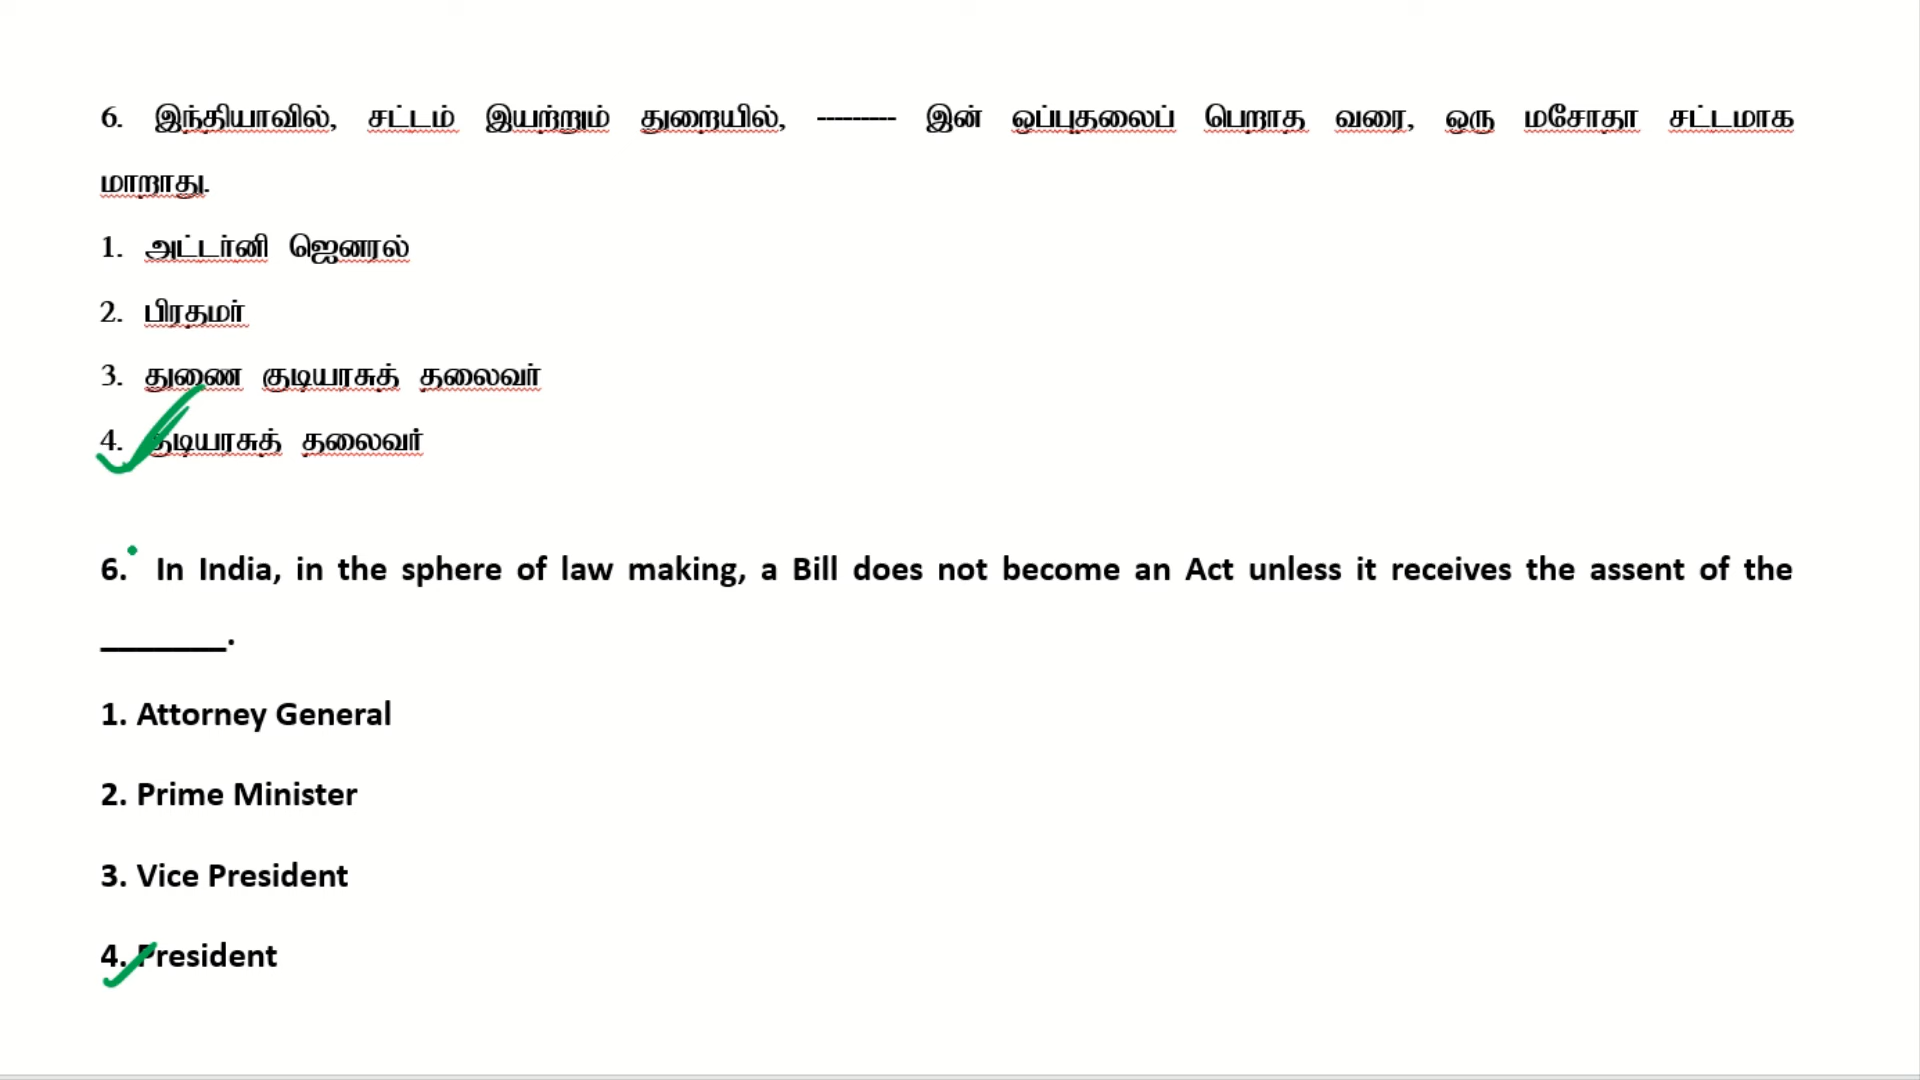 6. இந்தியாவில், சட்டம் இயற்றும் துறையில், --------- இன் ஒப்புதலைப் பெறாத வரை, ஒரு மசோதா சட்டமாக
மாறாது.
1. அட்டர்னி ஜெனரல்
2. பிரதமர்
3. துணை குடியரசுத் தலைவர்
4. குடியரசுத் தலைவர்
6. In India, in the sphere of law making, a Bill does not become an Act unless it receives the assent of the
_______.
1. Attorney General
2. Prime Minister
3. Vice President
4. President